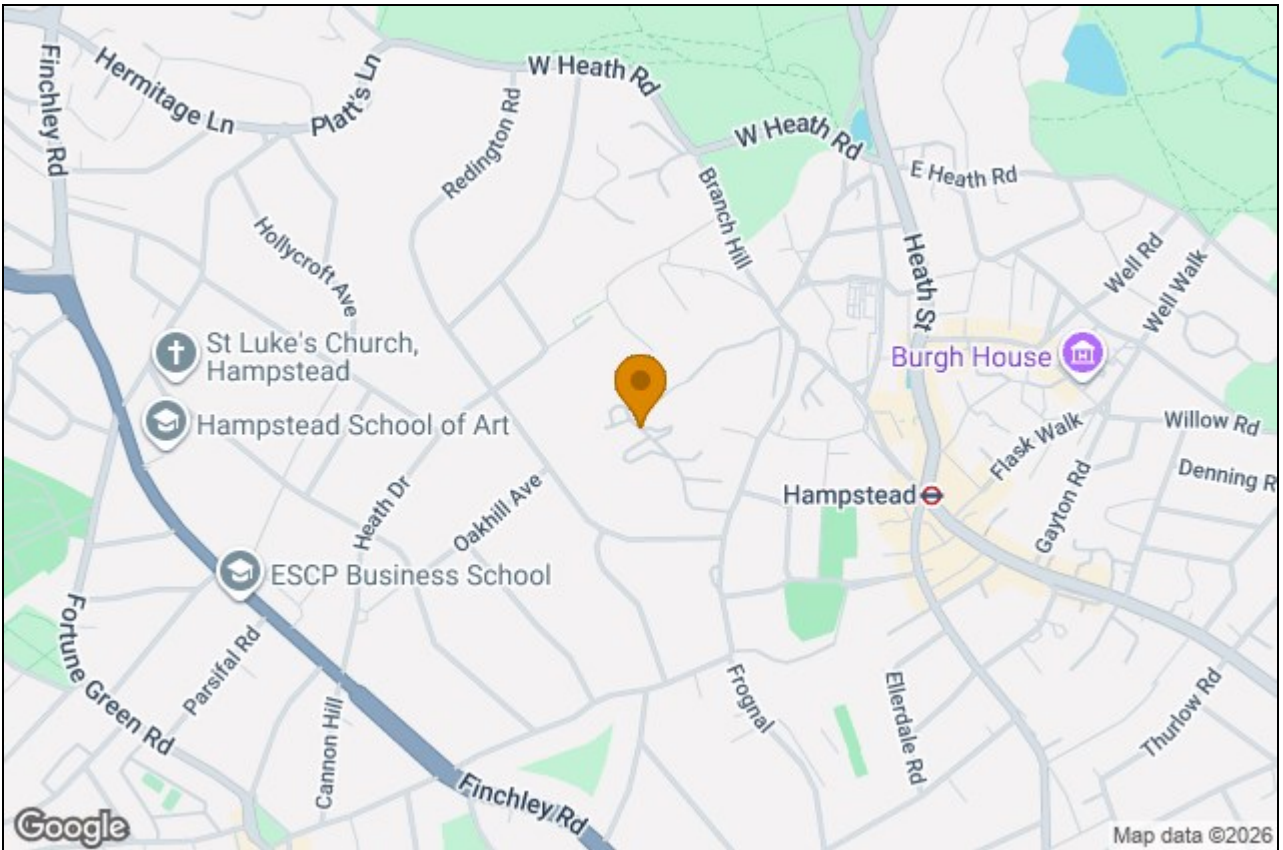 Finchley Rd
Hermitage Ln
Platt's Ln
W Heath Rd
Redington Rd
W Heath Rd
E Heath Rd
Branch Hill
Hollycroft Ave
Heath St
Well Rd
Well Walk
St Luke's Church,
Hampstead
Burgh House
Hampstead School of Art
Flask Walk
Willow Rd
Denning R
Hampstead
Gayton Rd
Heath Dr
Oakhill Ave
ESCP Business School
Fortune Green Rd
Parsifal Rd
Cannon Hill
Frognal
Ellerdale Rd
Thurlow Rd
Finchley Rd
Google
Map data ©2026